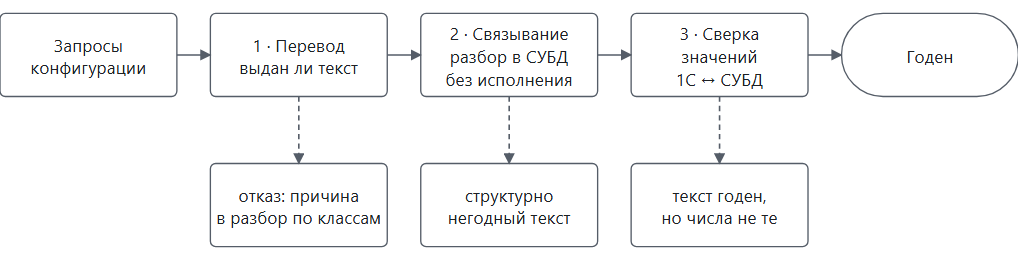 Запросы
конфигурации
1 · Перевод
выдан ли текст
2 · Связывание
разбор в СУБД
без исполнения
3 · Сверка
значений
1С ↔ СУБД
Годен
отказ: причина
в разбор по классам
структурно
негодный текст
текст годен,
но числа не те